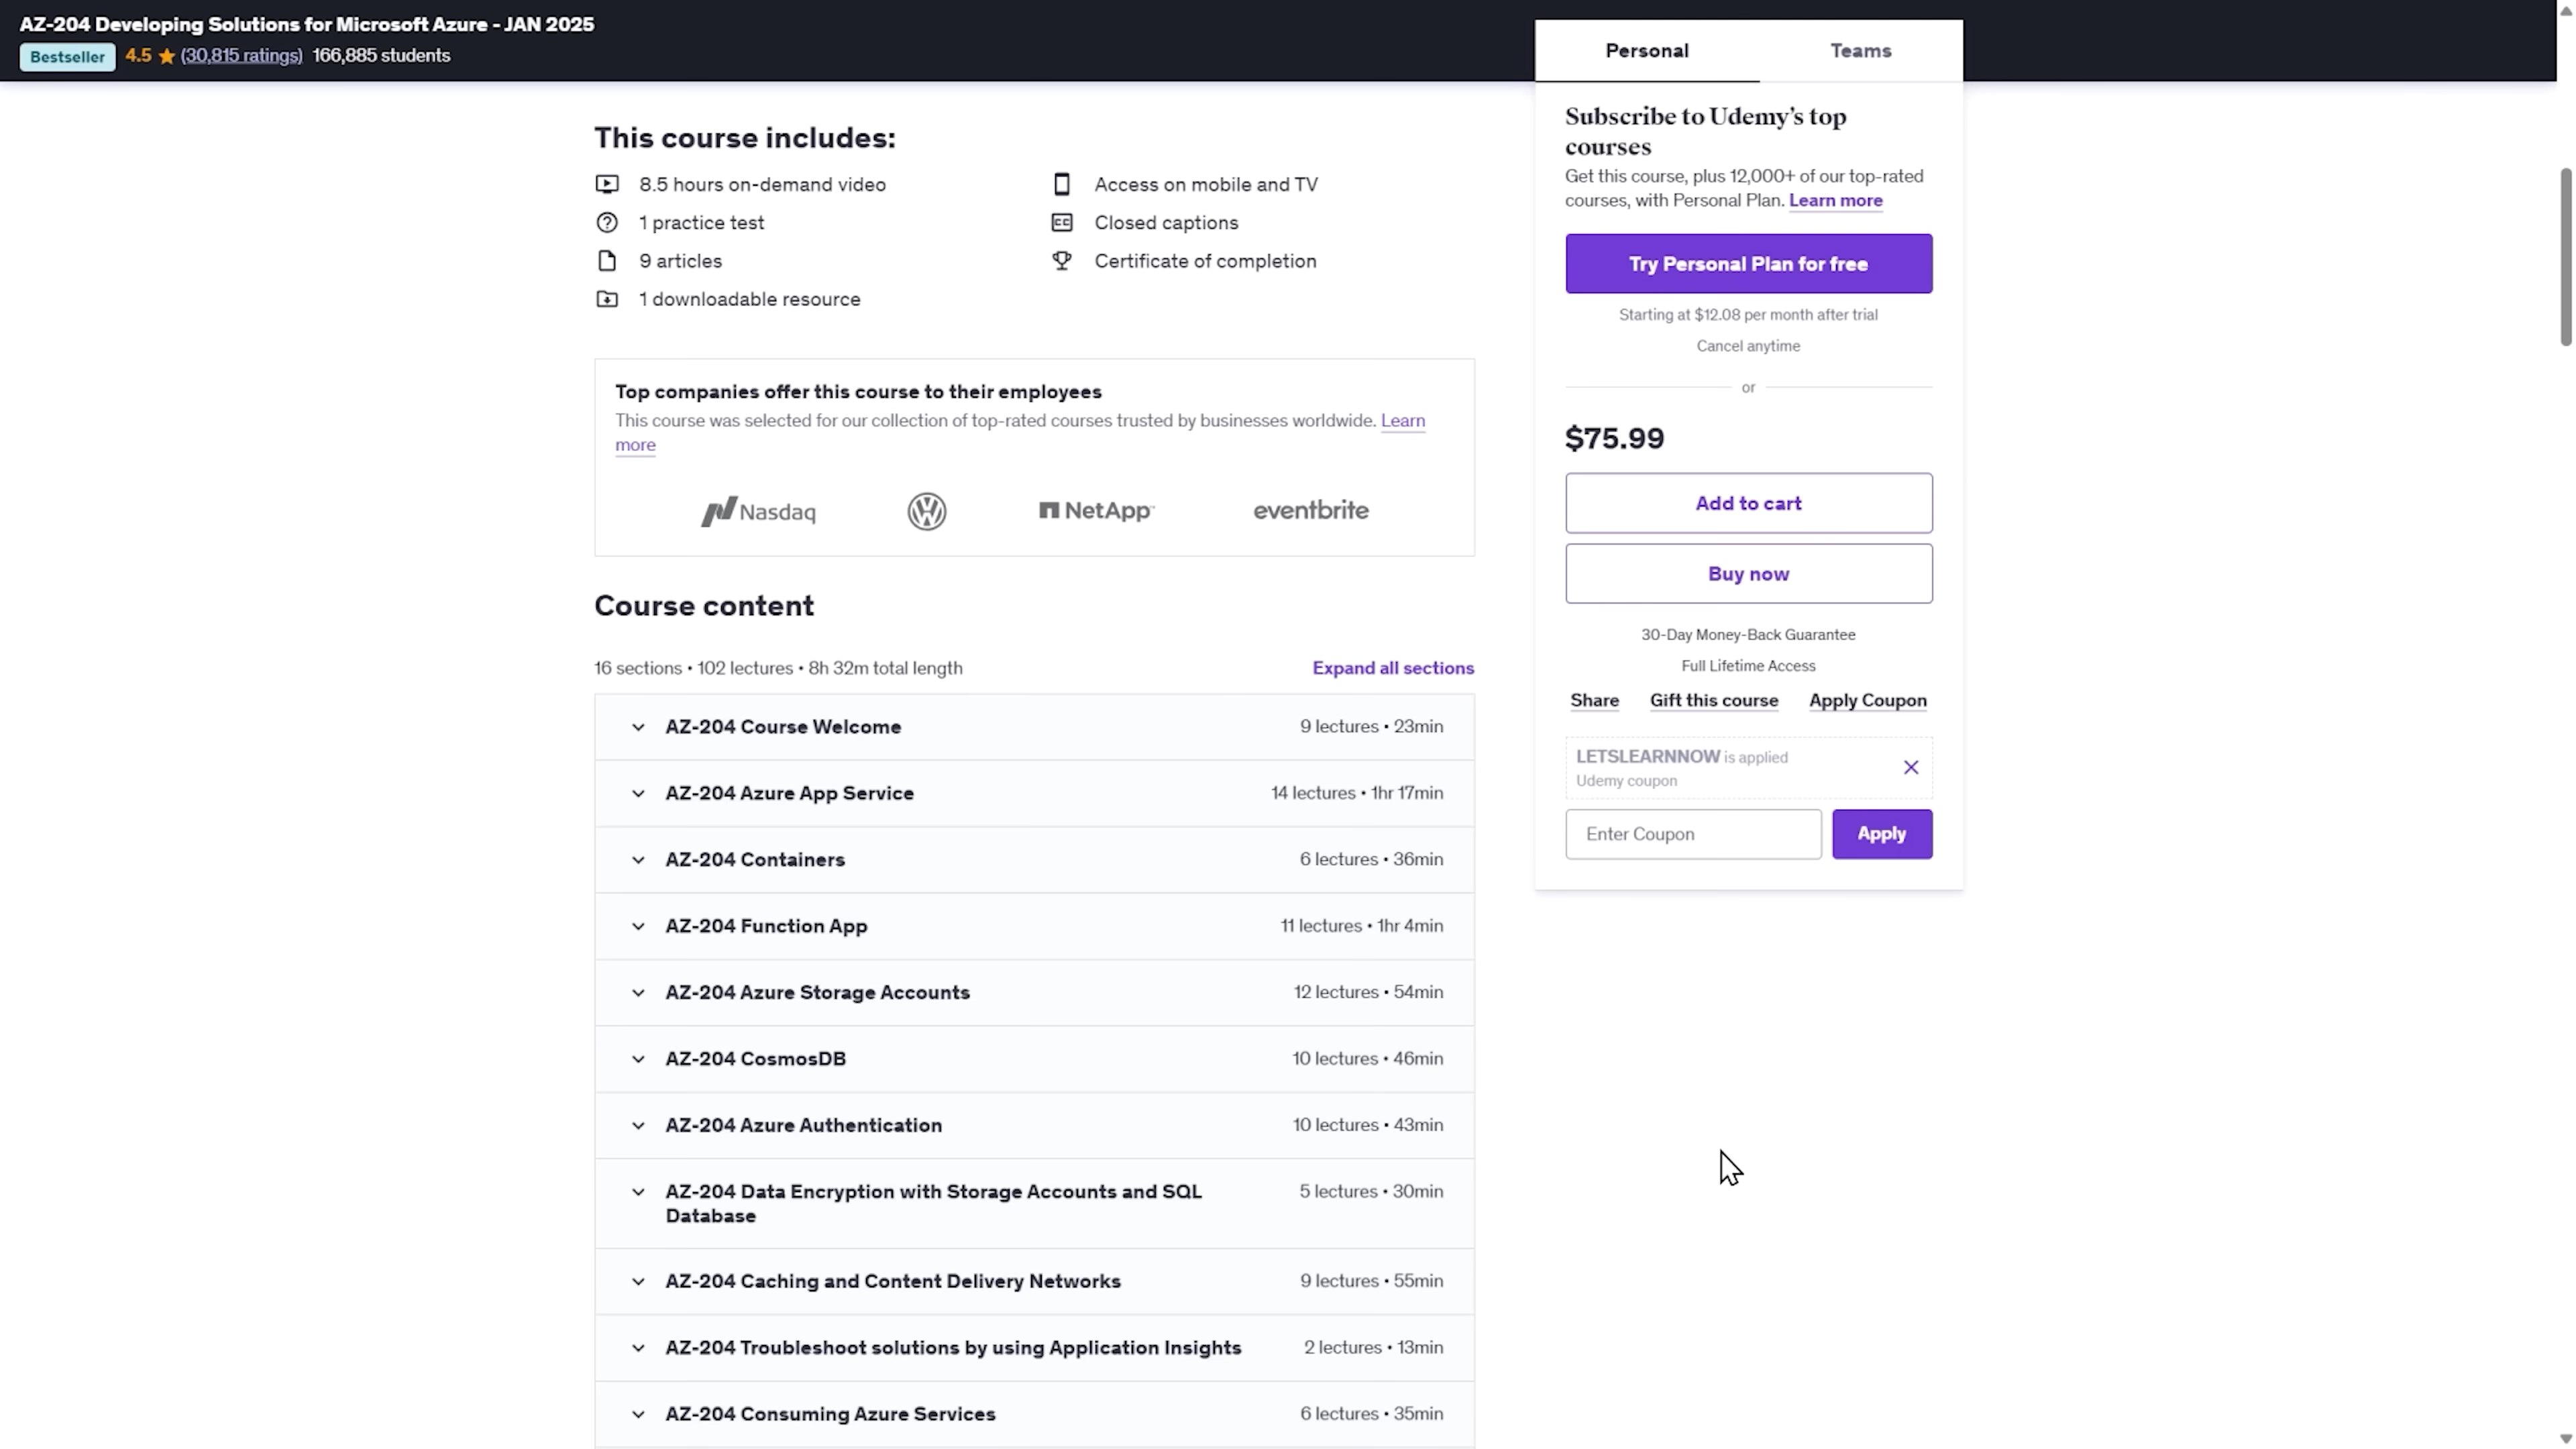 AZ-204 Developing Solutions for Microsoft Azure - JAN 2025
Bestseller 4.5 (30,815 ratings) 166,885 students
This course includes:
8.5 hours on-demand video
1 practice test
9 articles
1 downloadable resource
Access on mobile and TV
Closed captions
Certificate of completion
Top companies offer this course to their employees
This course was selected for our collection of top-rated courses trusted by businesses worldwide. Learn
more
Nasdaq
NetApp
eventbrite
Course content
16 sections • 102 lectures • 8h 32m total length
Expand all sections
AZ-204 Course Welcome 9 lectures • 23min
AZ-204 Azure App Service 14 lectures • 1hr 17min
AZ-204 Containers 6 lectures • 36min
AZ-204 Function App 11 lectures • 1hr 4min
AZ-204 Azure Storage Accounts 12 lectures • 54min
AZ-204 CosmosDB 10 lectures • 46min
AZ-204 Azure Authentication 10 lectures • 43min
AZ-204 Data Encryption with Storage Accounts and SQL 5 lectures • 30min
Database
AZ-204 Caching and Content Delivery Networks 9 lectures • 55min
AZ-204 Troubleshoot solutions by using Application Insights 2 lectures • 13min
AZ-204 Consuming Azure Services 6 lectures • 35min
Personal
Teams
Subscribe to Udemy's top
courses
Get this course, plus 12,000+ of our top-rated
courses, with Personal Plan. Learn more
Try Personal Plan for free
Starting at $12.08 per month after trial
Cancel anytime
or
$75.99
Add to cart
Buy now
30-Day Money-Back Guarantee
Full Lifetime Access
Share Gift this course Apply Coupon
LETSLEARNNOW is applied
Udemy coupon
Enter Coupon
Apply